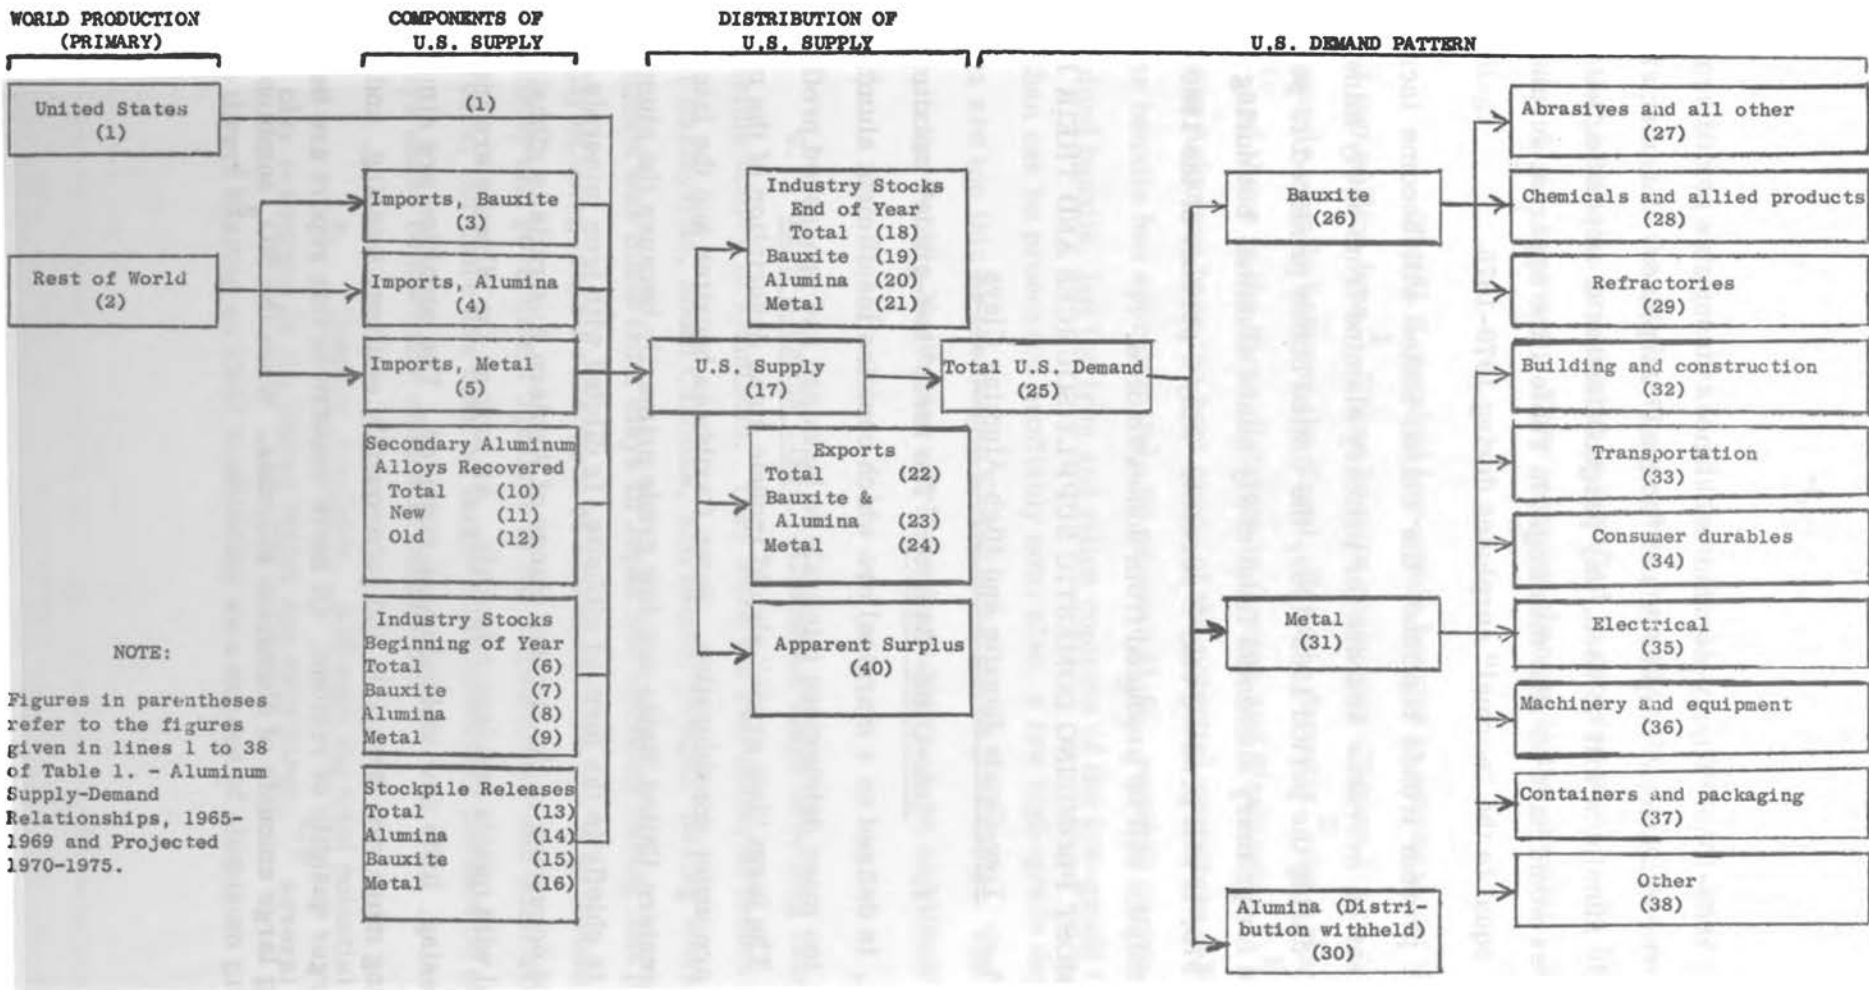 WORLD PRODUCTION
(PRIMARY)
COMPONENTS OF
U.S. SUPPLY
DISTRIBUTION OF
U.S. SUPPLY
U.S. DEMAND PATTERN
United States
(1)
(1)
Rest of World
(2)
Imports, Bauxite
(3)
Imports, Alumina
(4)
Imports, Metal
(5)
Secondary Aluminum
Alloys Recovered
Total (10)
New (11)
Old (12)
Industry Stocks
Beginning of Year
Total (6)
Bauxite (7)
Alumina (8)
Metal (9)
Stockpile Releases
Total (13)
Alumina (14)
Bauxite (15)
Metal (16)
Industry Stocks
End of Year
Total (18)
Bauxite (19)
Alumina (20)
Metal (21)
U.S. Supply
(17)
Exports
Total (22)
Bauxite &
Alumina (23)
Metal (24)
Apparent Surplus
(40)
Total U.S. Demand
(25)
Bauxite
(26)
Metal
(31)
Alumina (Distri-
bution withheld)
(30)
Abrasives and all other
(27)
Chemicals and allied products
(28)
Refractories
(29)
Building and construction
(32)
Transportation
(33)
Consumer durables
(34)
Electrical
(35)
Machinery and equipment
(36)
Containers and packaging
(37)
Other
(38)
NOTE:
Figures in parentheses
refer to the figures
given in lines 1 to 38
of Table 1. - Aluminum
Supply-Demand
Relationships, 1965-
1969 and Projected
1970-1975.